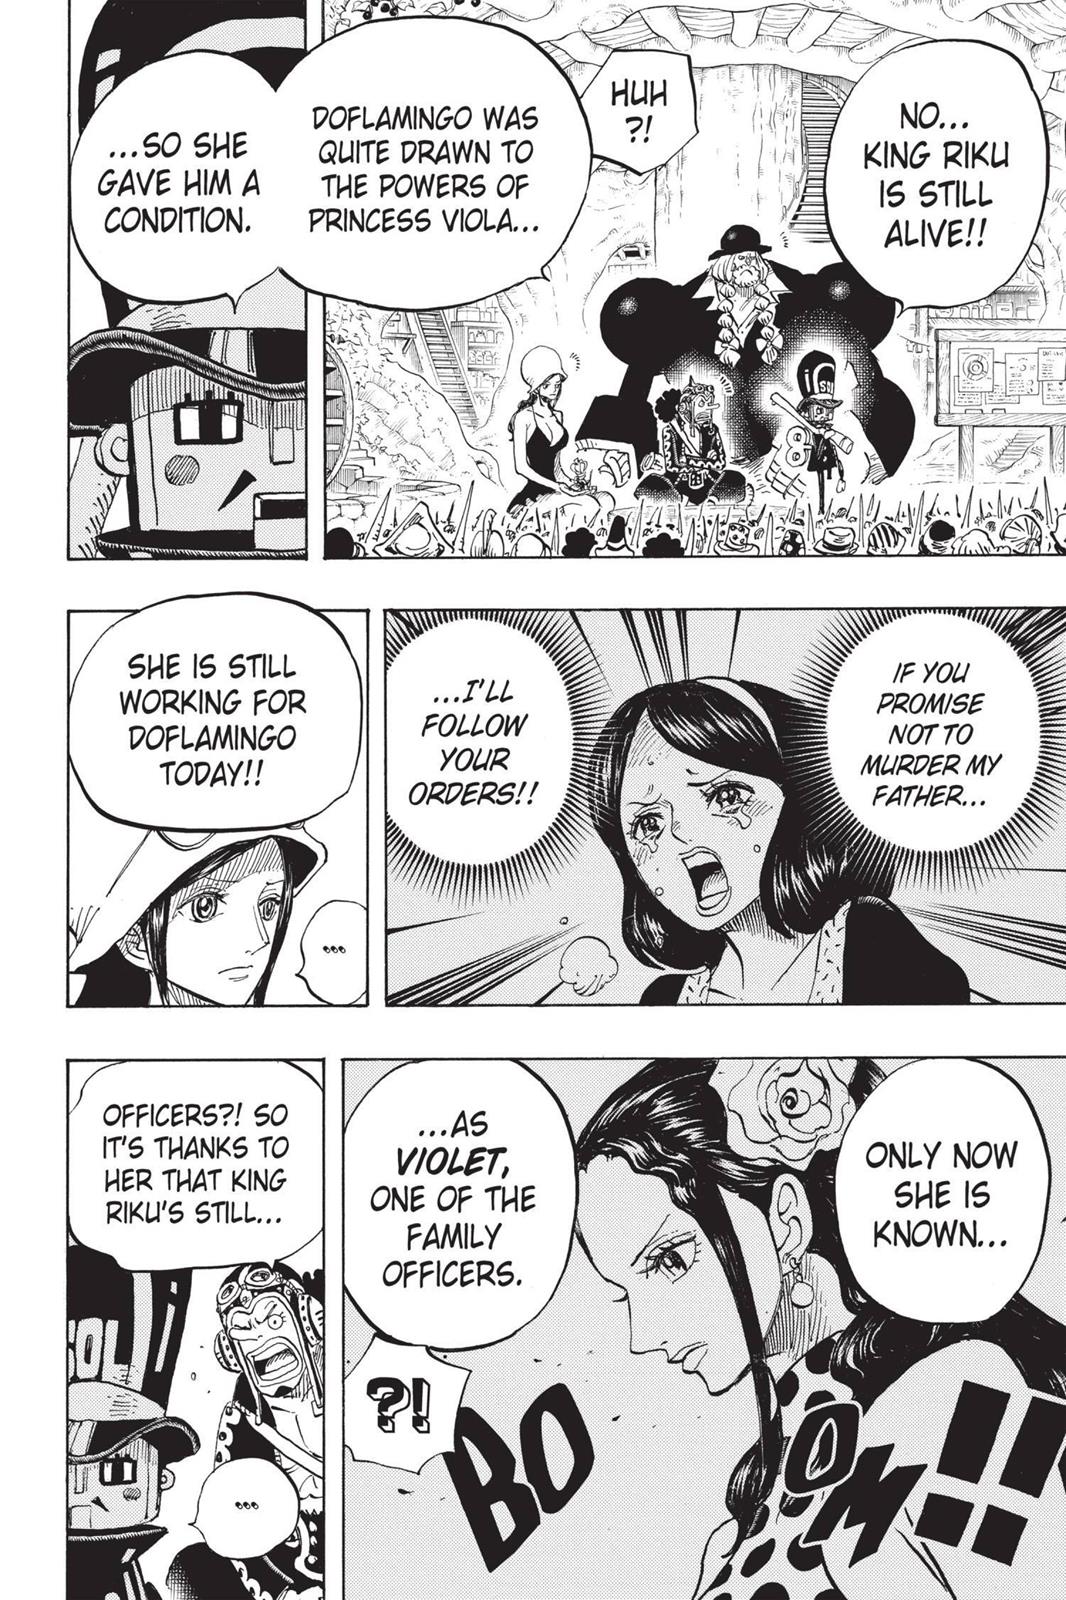 NO...
KING RIKU
IS STILL
ALIVE!!
HUH
?!
DOFLAMINGO WAS
QUITE DRAWN TO
THE POWERS OF
PRINCESS VIOLA...
...SO SHE
GAVE HIM A
CONDITION.
SOL
IF YOU
PROMISE
NOT TO
MURDER MY
FATHER...
...I'LL
FOLLOW
YOUR
ORDERS!!
SHE IS STILL
WORKING FOR
DOFLAMINGO
TODAY!!
...
ONLY NOW
SHE IS
KNOWN...
...AS
VIOLET,
ONE OF THE
FAMILY
OFFICERS.
?!
BOOM!!
OFFICERS?! SO
IT'S THANKS TO
HER THAT KING
RIKU'S STILL...
SOL
...